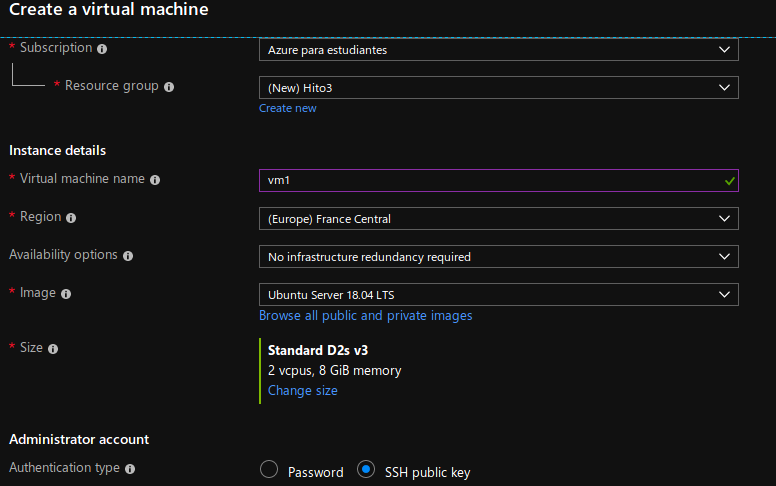 Create a virtual machine
* Subscription Azure para estudiantes
* Resource group (New) Hito3
Create new
Instance details
* Virtual machine name vm1
* Region (Europe) France Central
Availability options No infrastructure redundancy required
* Image Ubuntu Server 18.04 LTS
Browse all public and private images
* Size Standard D2s v3
2 vcpus, 8 GiB memory
Change size
Administrator account
Authentication type Password SSH public key